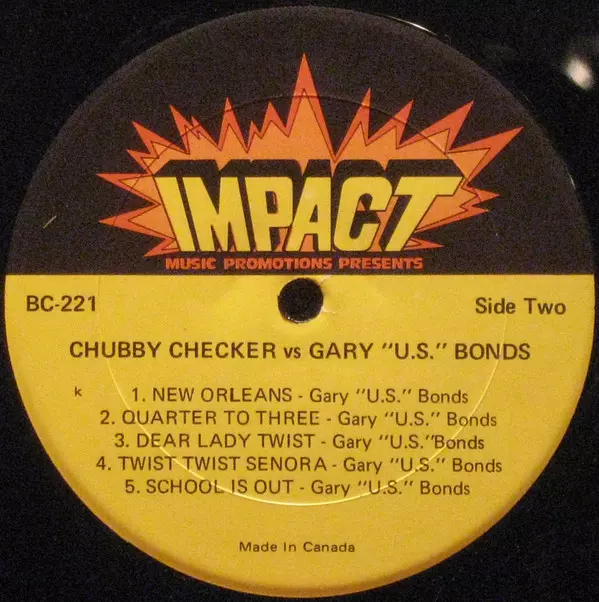 IMPACT
MUSIC PROMOTIONS PRESENTS
BC-221
Side Two
CHUBBY CHECKER vs GARY "U.S." BONDS
k
1. NEW ORLEANS - Gary "U.S." Bonds
2. QUARTER TO THREE - Gary "U.S." Bonds
3. DEAR LADY TWIST - Gary "U.S."Bonds
4. TWIST TWIST SENORA - Gary "U.S." Bonds
5. SCHOOL IS OUT - Gary "U.S." Bonds
Made In Canada